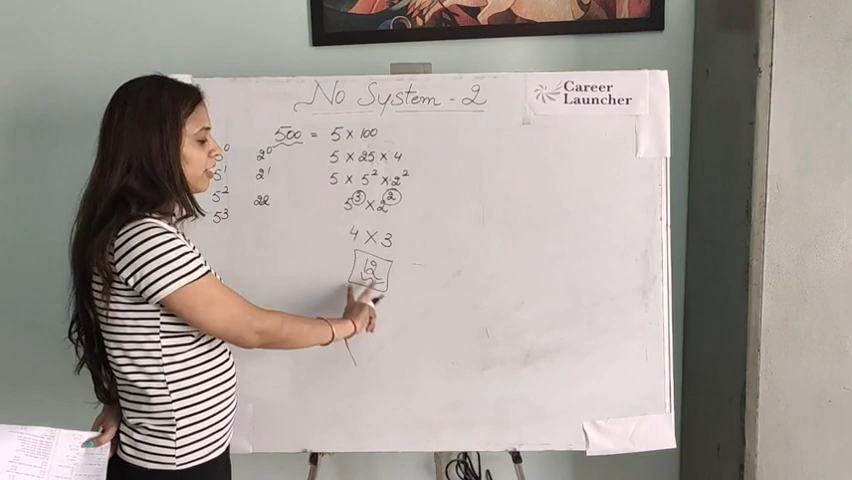 No System - 2
Career
Launcher
500 = 5 × 100
5 × 25 × 4
5 × 5² × 2²
5³ × 2²
4 × 3
12
2⁰
5¹ 2¹
5² 22
5³